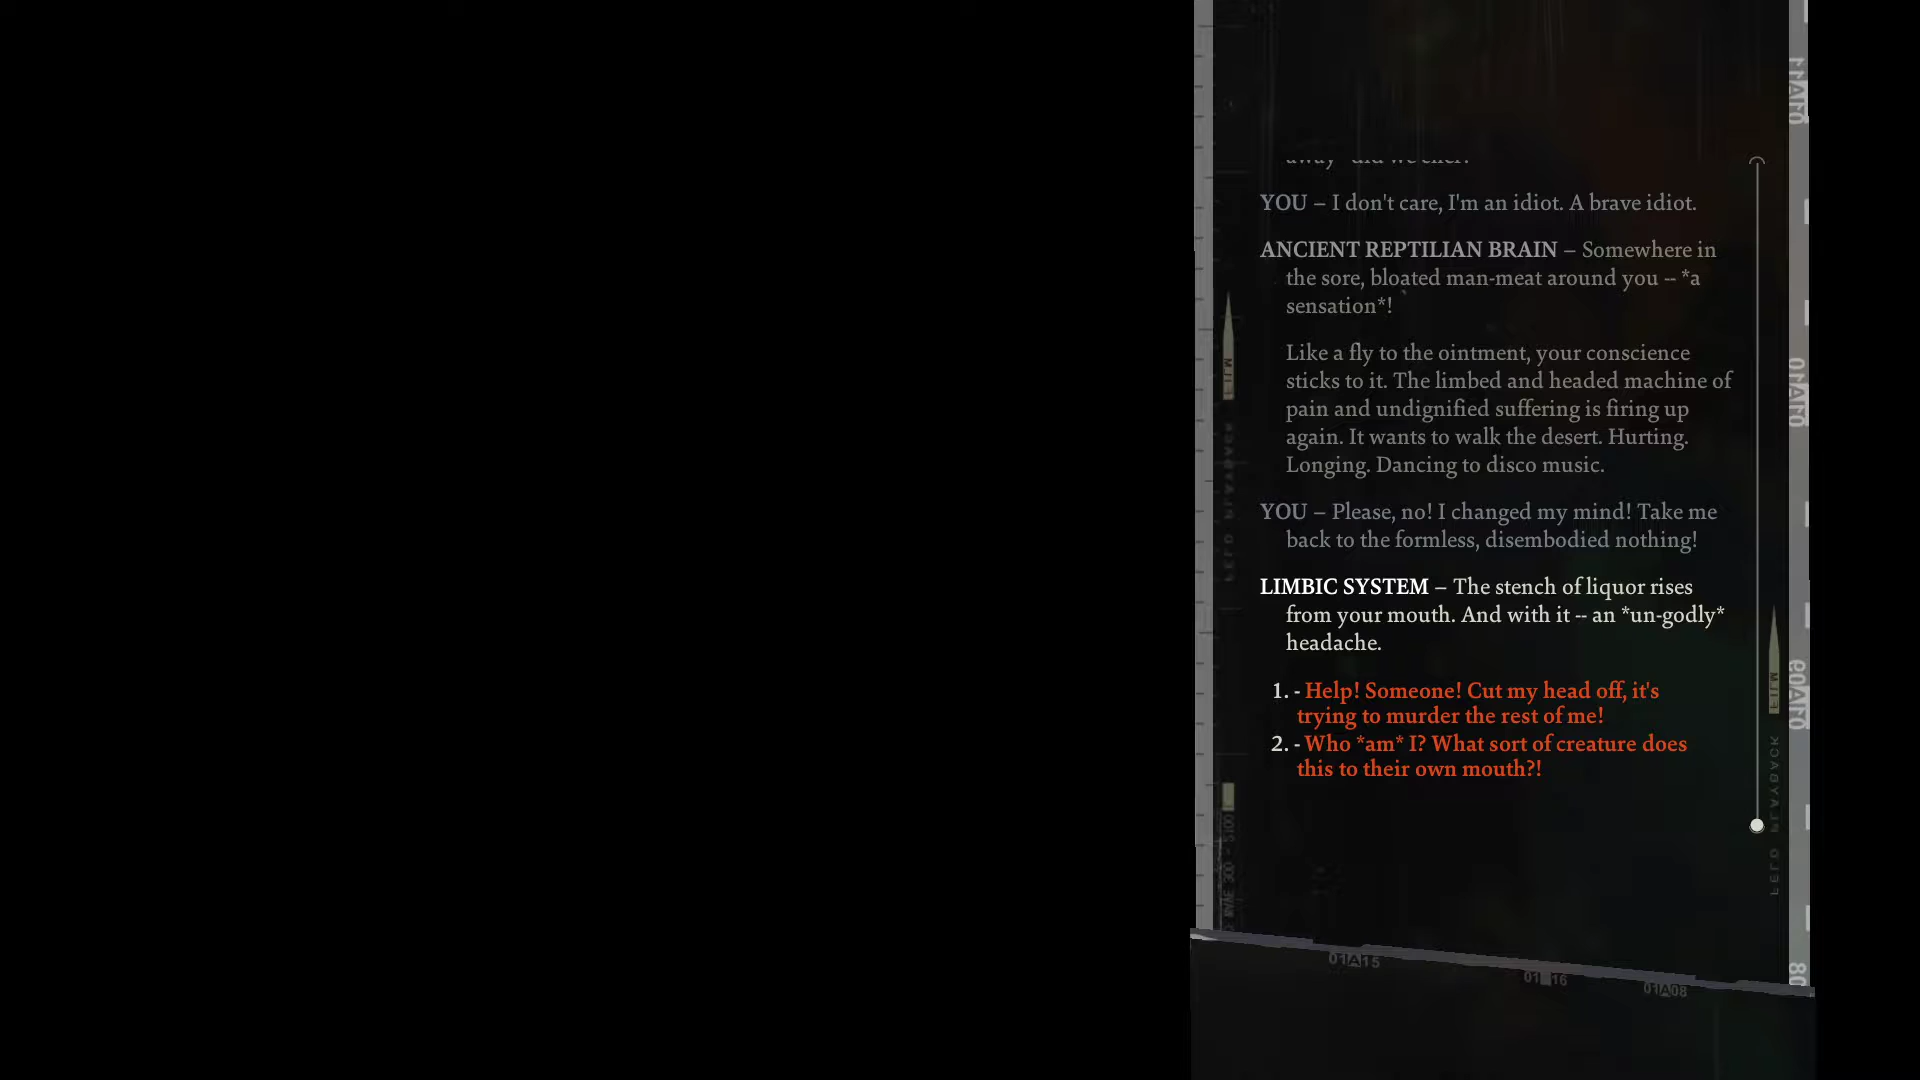 YOU – I don't care, I'm an idiot. A brave idiot.
ANCIENT REPTILIAN BRAIN – Somewhere in
the sore, bloated man-meat around you -- *a
sensation*!
Like a fly to the ointment, your conscience
sticks to it. The limbed and headed machine of
pain and undignified suffering is firing up
again. It wants to walk the desert. Hurting.
Longing. Dancing to disco music.
YOU – Please, no! I changed my mind! Take me
back to the formless, disembodied nothing!
LIMBIC SYSTEM – The stench of liquor rises
from your mouth. And with it -- an *un-godly*
headache.
1. - Help! Someone! Cut my head off, it's
trying to murder the rest of me!
2. - Who *am* I? What sort of creature does
this to their own mouth?!
01A15
01A08